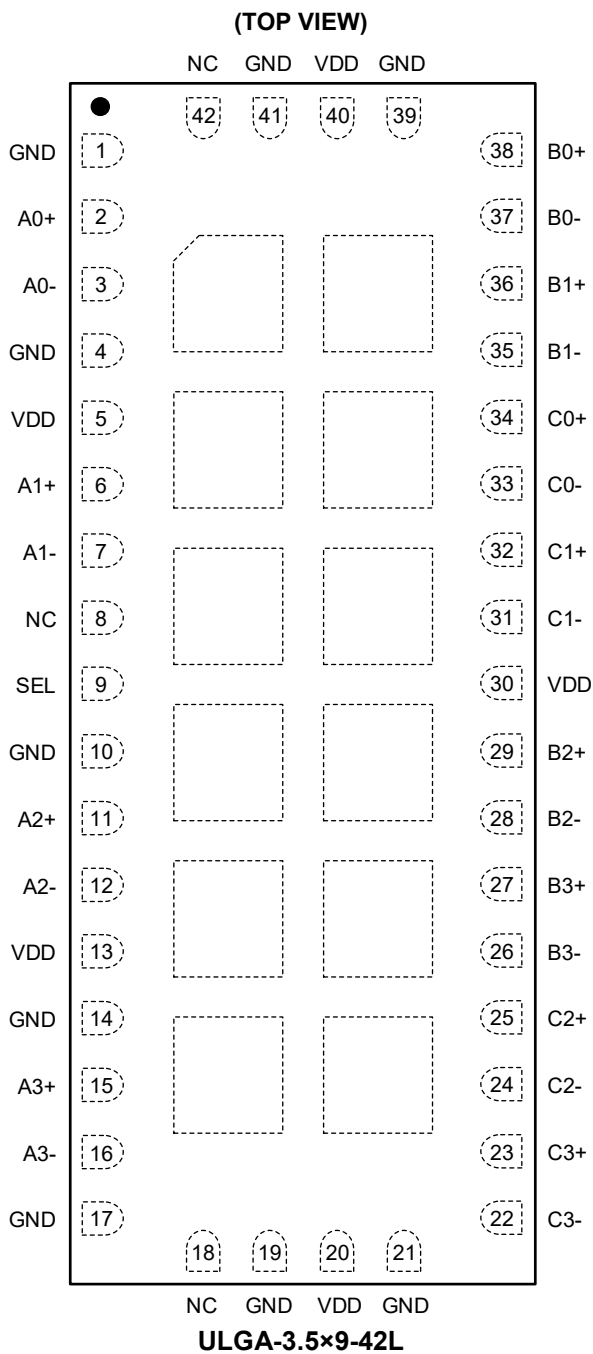 (TOP VIEW)
NC GND VDD GND
42 41 40 39
GND 1 38 B0+
A0+ 2 37 B0-
A0- 3 36 B1+
GND 4 35 B1-
VDD 5 34 C0+
A1+ 6 33 C0-
A1- 7 32 C1+
NC 8 31 C1-
SEL 9 30 VDD
GND 10 29 B2+
A2+ 11 28 B2-
A2- 12 27 B3+
VDD 13 26 B3-
GND 14 25 C2+
A3+ 15 24 C2-
A3- 16 23 C3+
GND 17 22 C3-
18 19 20 21
NC GND VDD GND
ULGA-3.5×9-42L